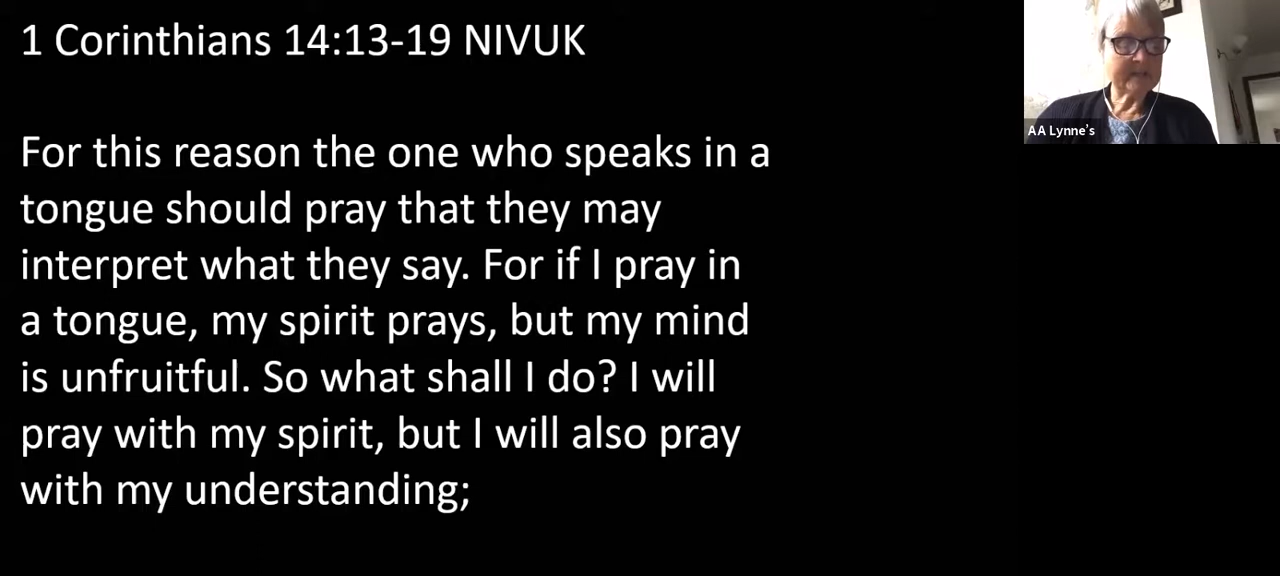 1 Corinthians 14:13-19 NIVUK
For this reason the one who speaks in a
tongue should pray that they may
interpret what they say. For if I pray in
a tongue, my spirit prays, but my mind
is unfruitful. So what shall I do? I will
pray with my spirit, but I will also pray
with my understanding;
AA Lynne's